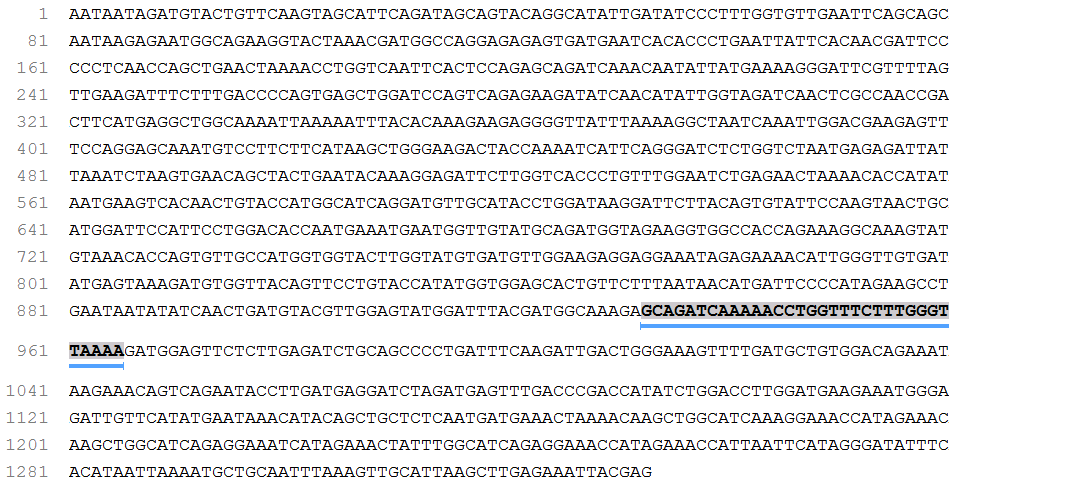 1 AATAATAGATGTACTGTTCAAGTAGCATTCAGATAGCAGTACAGGCATATTGATATCCCTTTGGTGTTGAATTCAGCAGC
81 AATAAGAGAATGGCAGAAGGTACTAAACGATGGCCAGGAGAGAGTGATGAATCACACCCTGAATTATTCACAACGATTCC
161 CCCTCAACCAGCTGAACTAAAACCTGGTCAATTCACTCCAGAGCAGATCAAACAATATTATGAAAAGGGATTCGTTTTAG
241 TTGAAGATTTCTTTGACCCCAGTGAGCTGGATCCAGTCAGAGAAGATATCAACATATTGGTAGATCAACTCGCCAACCGA
321 CTTCATGAGGCTGGCAAAATTAAAAATTTACACAAAGAAGAGGGGTTATTTAAAAGGCTAATCAAATTGGACGAAGAGTT
401 TCCAGGAGCAAATGTCCTTCTTCATAAGCTGGGAAGACTACCAAAATCATTCAGGGATCTCTGGTCTAATGAGAGATTAT
481 TAAATCTAAGTGAACAGCTACTGAATACAAAGGAGATTCTTGGTCACCCTGTTTGGAATCTGAGAACTAAAACACCATAT
561 AATGAAGTCACAACTGTACCATGGCATCAGGATGTTGCATACCTGGATAAGGATTCTTACAGTGTATTCCAAGTAACTGC
641 ATGGATTCCATTCCTGGACACCAATGAAATGAATGGTTGTATGCAGATGGTAGAAGGTGGCCACCAGAAAGGCAAAGTAT
721 GTAAACACCAGTGTTGCCATGGTGGTACTTGGTATGTGATGTTGGAAGAGGAGGAAATAGAGAAAACATTGGGTTGTGAT
801 ATGAGTAAAGATGTGGTTACAGTTCCTGTACCATATGGTGGAGCACTGTTCTTTAATAACATGATTCCCCATAGAAGCCT
881 GAATAATATATCAACTGATGTACGTTGGAGTATGGATTTACGATGGCAAAGAGCAGATCAAAAACCTGGTTTCTTTGGGT
961 TAAAAGATGGAGTTCTCTTGAGATCTGCAGCCCCTGATTTCAAGATTGACTGGGAAAGTTTTGATGCTGTGGACAGAAAT
1041 AAGAAACAGTCAGAATACCTTGATGAGGATCTAGATGAGTTTGACCCGACCATATCTGGACCTTGGATGAAGAAATGGGA
1121 GATTGTTCATATGAATAAACATACAGCTGCTCTCAATGATGAAACTAAAACAAGCTGGCATCAAAGGAAACCATAGAAAC
1201 AAGCTGGCATCAGAGGAAATCATAGAAACTATTTGGCATCAGAGGAAACCATAGAAACCATTAATTCATAGGGATATTTC
1281 ACATAATTAAAATGCTGCAATTTAAAGTTGCATTAAGCTTGAGAAATTACGAG